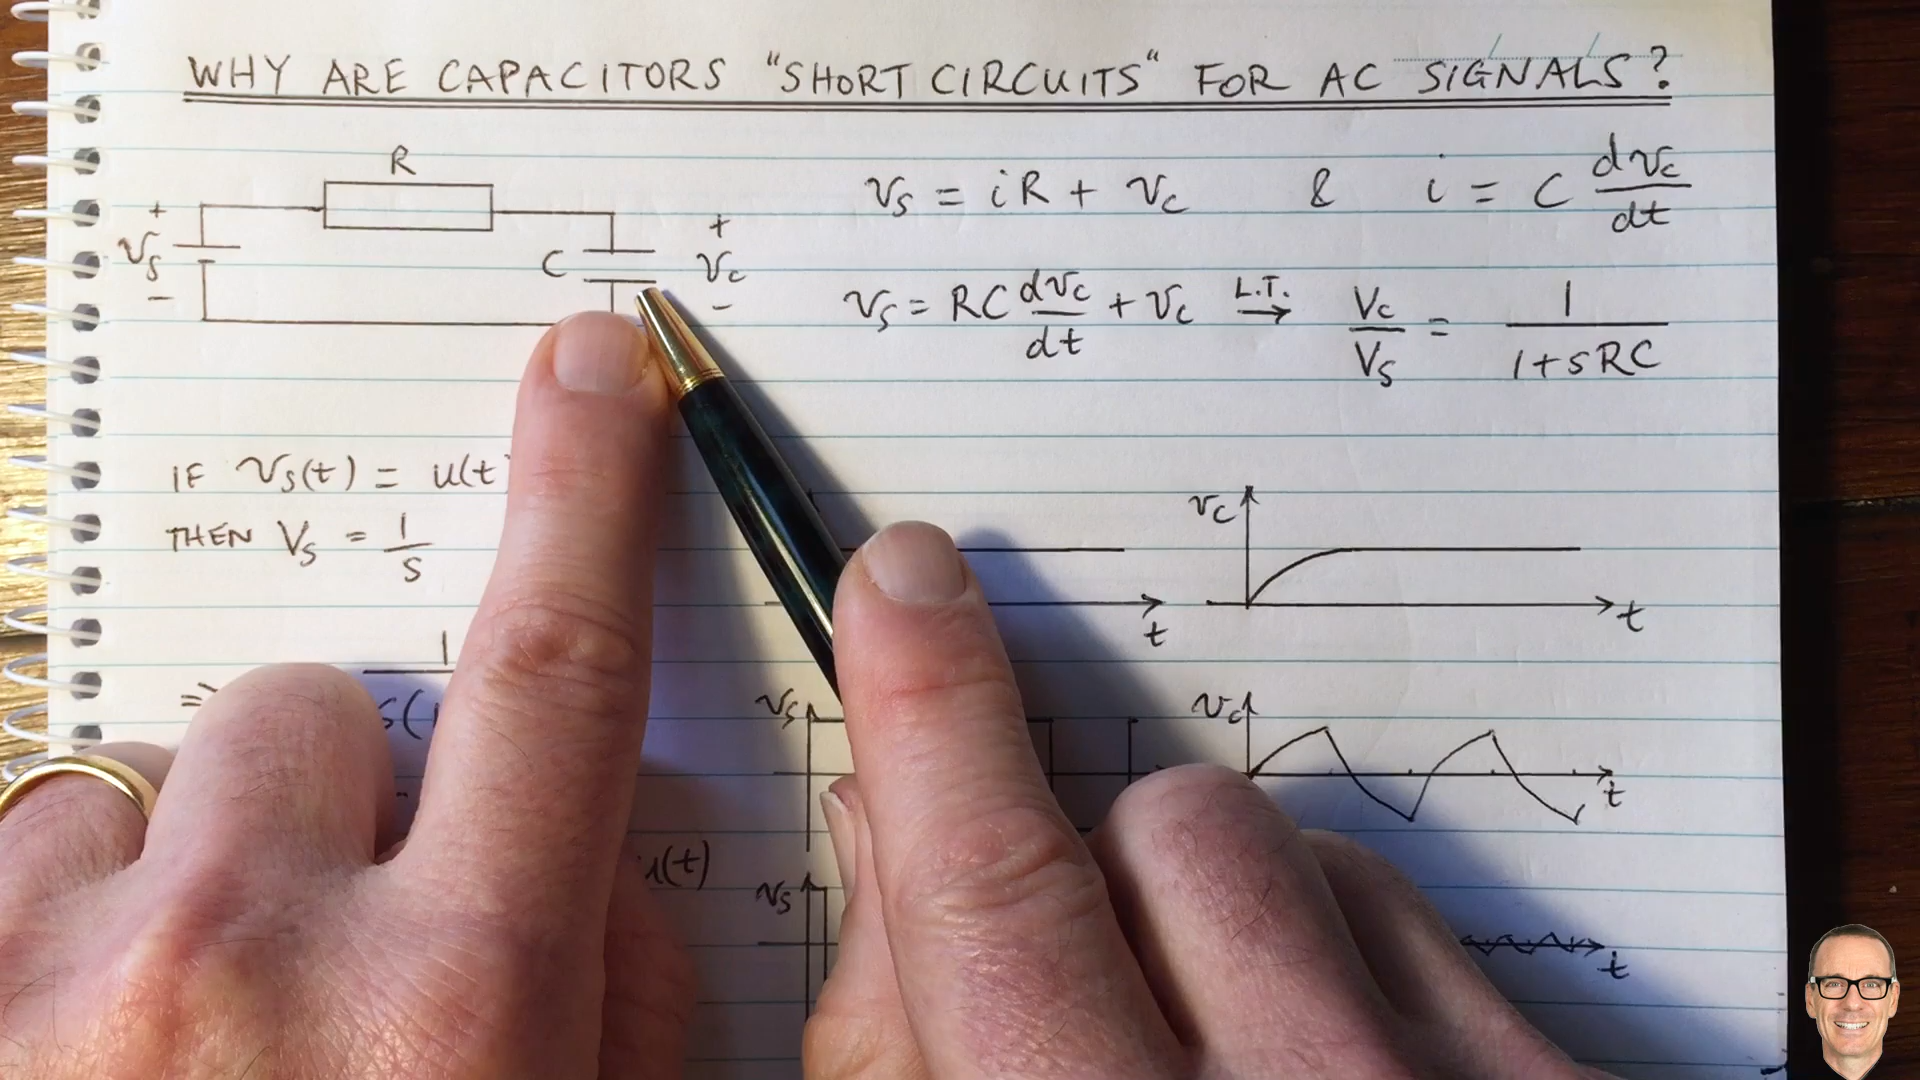 WHY ARE CAPACITORS "SHORT CIRCUITS" FOR AC SIGNALS?
R
+
vs
−
C
+
vc
−
vs = iR + vc & i = C dvc/dt
vs = RC dvc/dt + vc L.T. → Vc/Vs = 1/(1+sRC)
IF vs(t) = u(t
THEN Vs = 1/s
t
vc
t
⇒ 1
s(
vs
vc
t
u(t)
vs
t